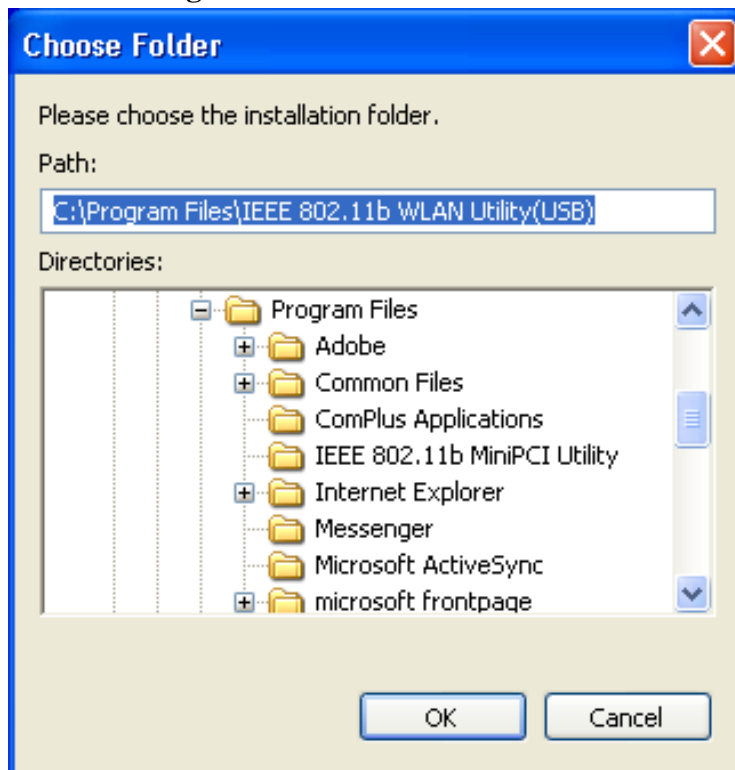 Choose Folder
Please choose the installation folder.
Path:
C:\Program Files\IEEE 802.11b WLAN Utility(USB)
Directories:
Program Files
Adobe
Common Files
ComPlus Applications
IEEE 802.11b MiniPCI Utility
Internet Explorer
Messenger
Microsoft ActiveSync
microsoft frontpage
OK Cancel